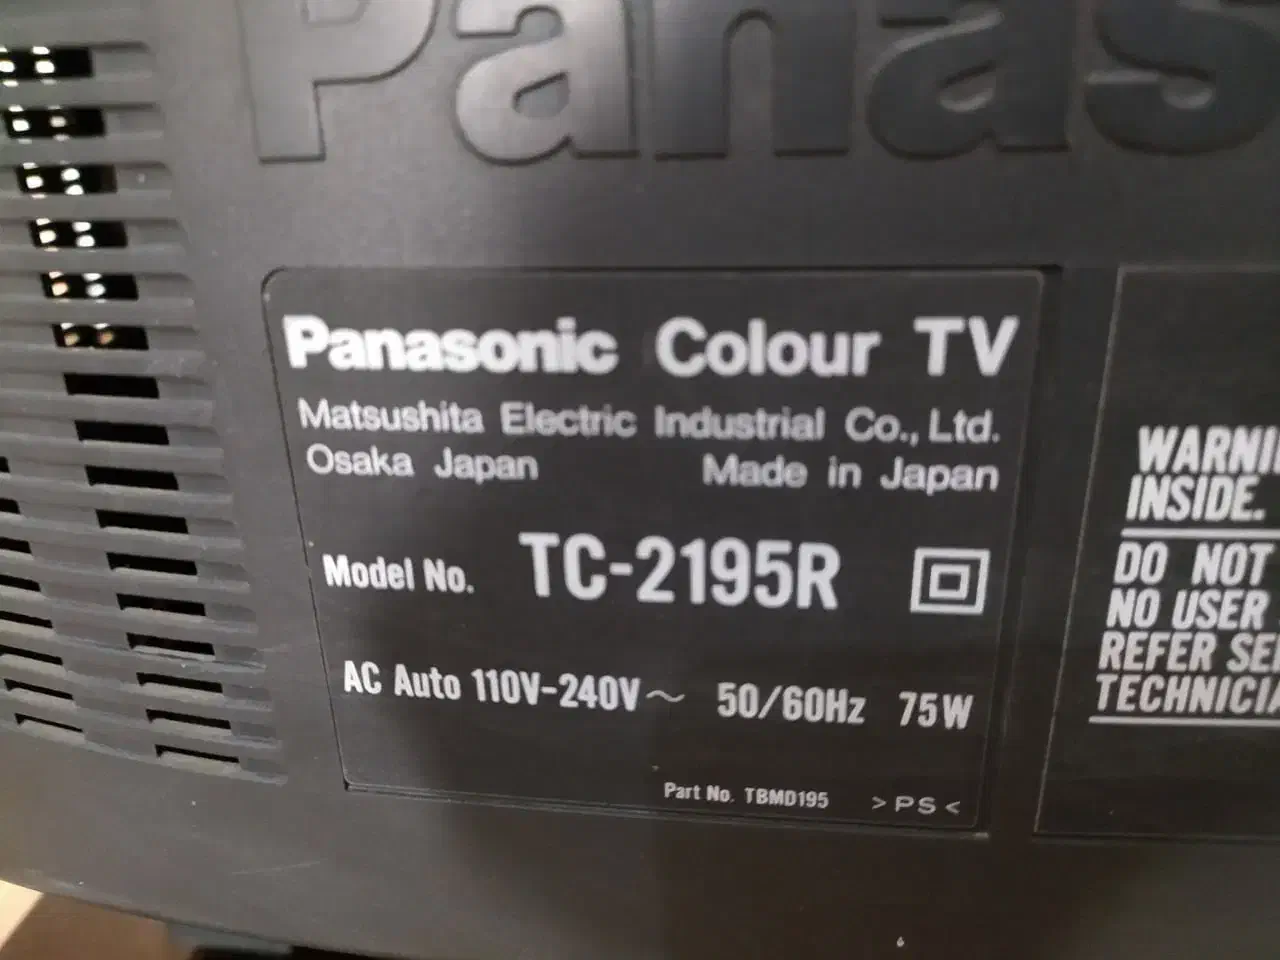 Panas
Panasonic Colour TV
Matsushita Electric Industrial Co., Ltd.
Osaka Japan Made in Japan
Model No. TC-2195R
AC Auto 110V-240V～ 50/60Hz 75W
Part No. TBMD195 >PS<
WARNI
INSIDE.
DO NOT
NO USER
REFER SE
TECHNICIA